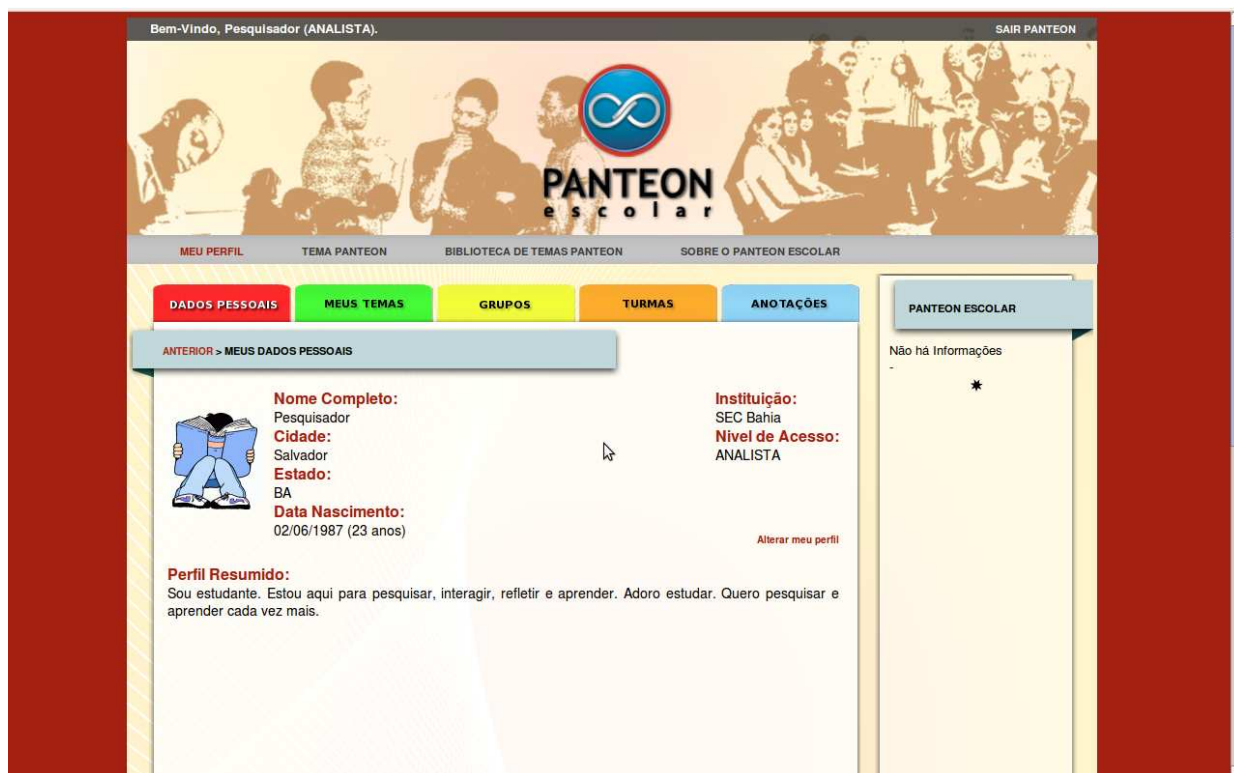 Bem-Vindo, Pesquisador (ANALISTA).
SAIR PANTEON
PANTEON
escolar
MEU PERFIL
TEMA PANTEON
BIBLIOTECA DE TEMAS PANTEON
SOBRE O PANTEON ESCOLAR
DADOS PESSOAIS
MEUS TEMAS
GRUPOS
TURMAS
ANOTAÇÕES
ANTERIOR > MEUS DADOS PESSOAIS
Nome Completo:
Pesquisador
Cidade:
Salvador
Estado:
BA
Data Nascimento:
02/06/1987 (23 anos)
Instituição:
SEC Bahia
Nivel de Acesso:
ANALISTA
Alterar meu perfil
Perfil Resumido:
Sou estudante. Estou aqui para pesquisar, interagir, refletir e aprender. Adoro estudar. Quero pesquisar e
aprender cada vez mais.
PANTEON ESCOLAR
Não há Informações
-